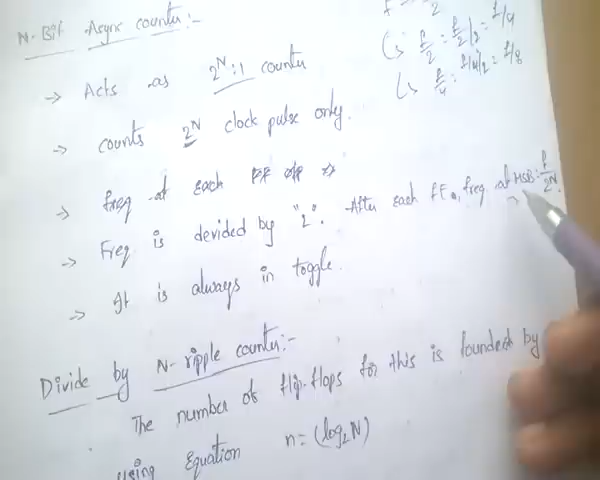 f
2
↳ f/2 = f/2/2 = f/4
↳ f/4 = f/4/2 = f/8
N-Bit Async counter:-
→ Acts as 2^N:1 counter
→ counts 2^N clock pulse only.
→ freq at each
→ Freq is devided by "2". After each FF, freq at MSB = f/2^N.
→ It is always in toggle.
Divide by N-ripple counter:-
The number of flip-flops for this is founded by
using Equation n=(log₂N)